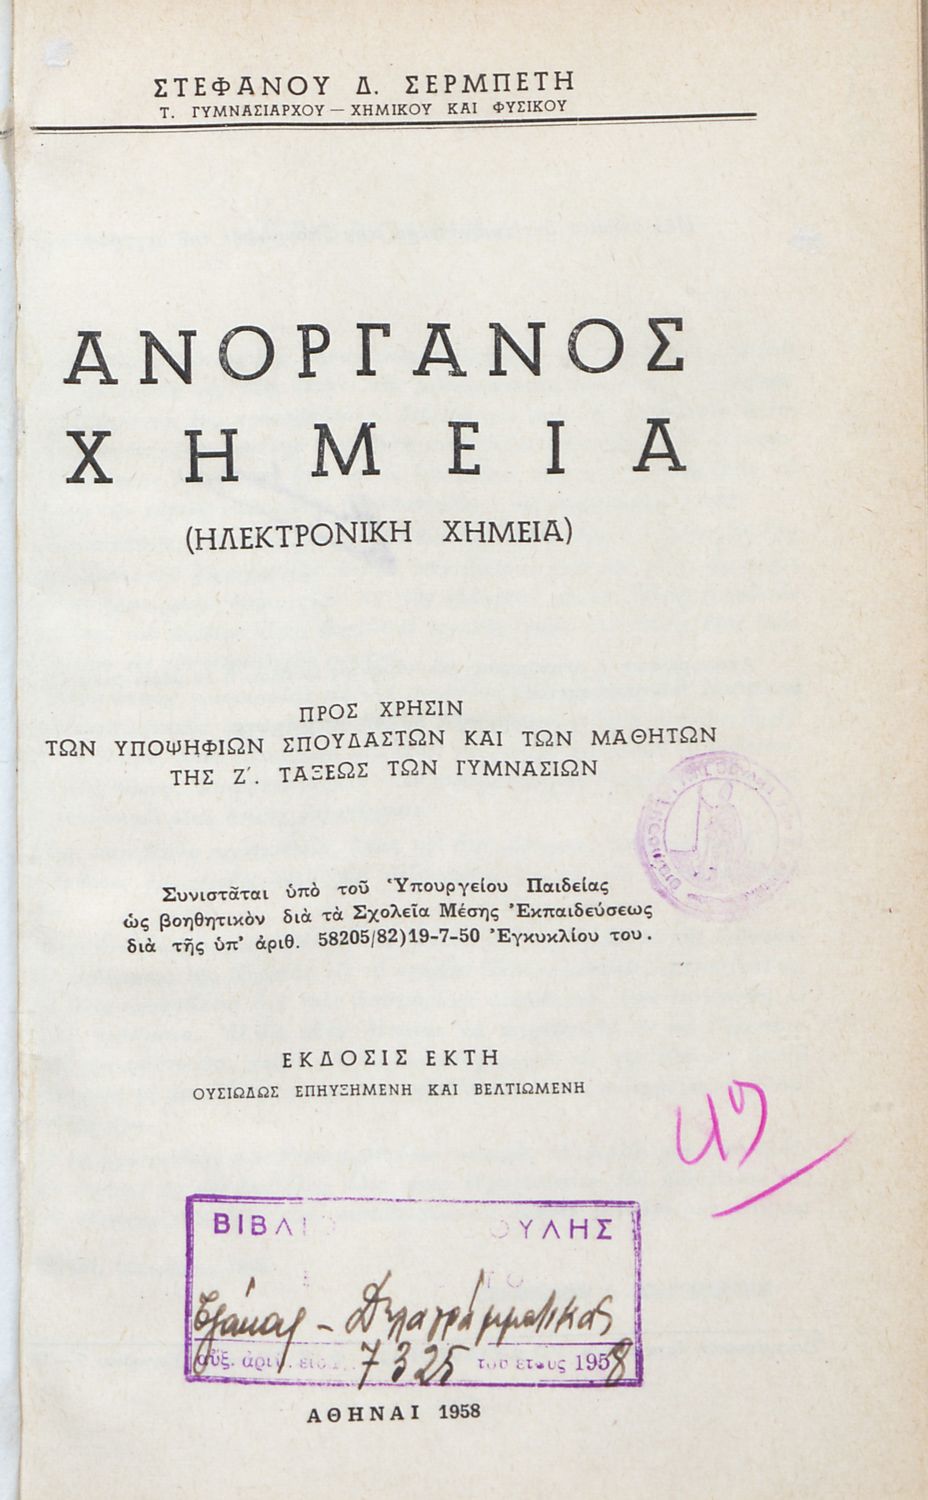 ΣΤΕΦΑΝΟΥ Δ. ΣΕΡΜΠΕΤΗ
Τ. ΓΥΜΝΑΣΙΑΡΧΟΥ — ΧΗΜΙΚΟΥ ΚΑΙ ΦΥΣΙΚΟΥ
ΑΝΟΡΓΑΝΟΣ
ΧΗΜΕΙΑ
(ΗΛΕΚΤΡΟΝΙΚΗ ΧΗΜΕΙΑ)
ΠΡΟΣ ΧΡΗΣΙΝ
ΤΩΝ ΥΠΟΨΗΦΙΩΝ ΣΠΟΥΔΑΣΤΩΝ ΚΑΙ ΤΩΝ ΜΑΘΗΤΩΝ
ΤΗΣ Ζ΄. ΤΑΞΕΩΣ ΤΩΝ ΓΥΜΝΑΣΙΩΝ
Συνιστᾶται ὑπὸ τοῦ Ὑπουργείου Παιδείας
ὡς βοηθητικὸν διὰ τὰ Σχολεῖα Μέσης Ἐκπαιδεύσεως
διὰ τῆς ὑπ' ἀριθ. 58205/82)19-7-50 Ἐγκυκλίου του.
ΕΚΔΟΣΙΣ ΕΚΤΗ
ΟΥΣΙΩΔΩΣ ΕΠΗΥΞΗΜΕΝΗ ΚΑΙ ΒΕΛΤΙΩΜΕΝΗ
7325 του ετους 1958
ΑΘΗΝΑΙ 1958